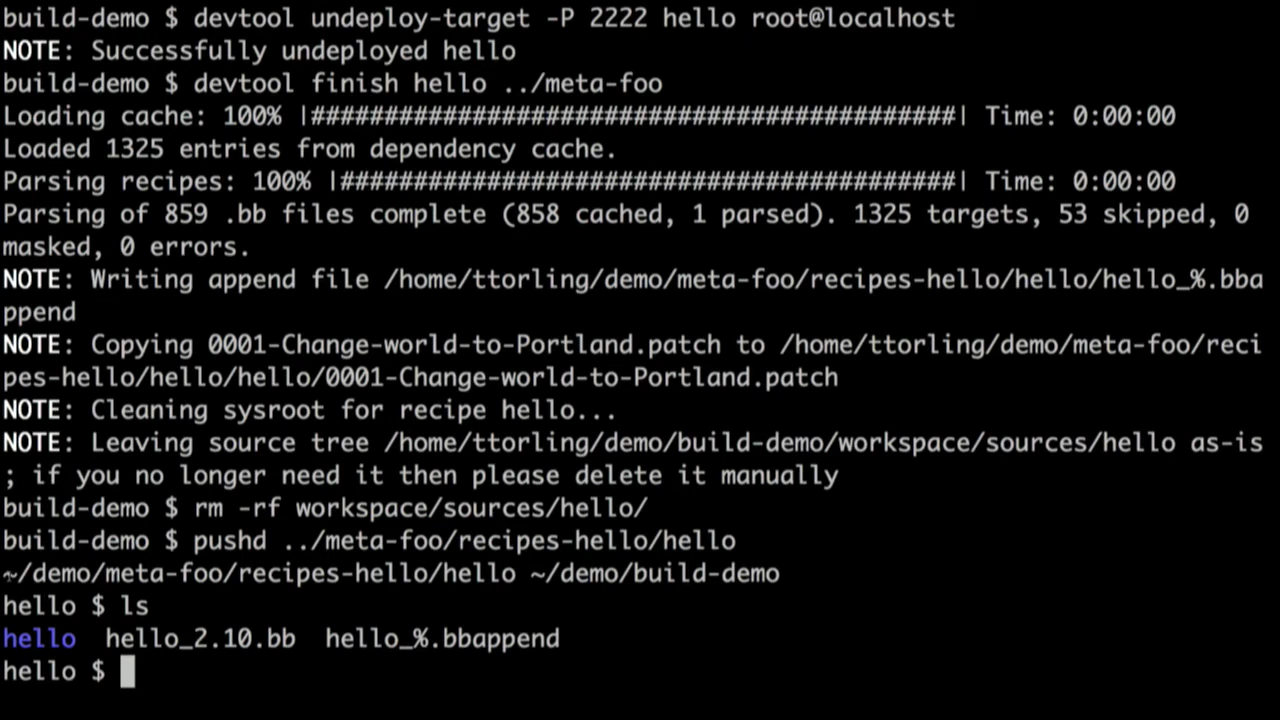 build-demo $ devtool undeploy-target -P 2222 hello root@localhost
NOTE: Successfully undeployed hello
build-demo $ devtool finish hello ../meta-foo
Loading cache: 100% |############################################| Time: 0:00:00
Loaded 1325 entries from dependency cache.
Parsing recipes: 100% |##########################################| Time: 0:00:00
Parsing of 859 .bb files complete (858 cached, 1 parsed). 1325 targets, 53 skipped, 0
masked, 0 errors.
NOTE: Writing append file /home/ttorling/demo/meta-foo/recipes-hello/hello/hello_%.bba
ppend
NOTE: Copying 0001-Change-world-to-Portland.patch to /home/ttorling/demo/meta-foo/reci
pes-hello/hello/hello/0001-Change-world-to-Portland.patch
NOTE: Cleaning sysroot for recipe hello...
NOTE: Leaving source tree /home/ttorling/demo/build-demo/workspace/sources/hello as-is
; if you no longer need it then please delete it manually
build-demo $ rm -rf workspace/sources/hello/
build-demo $ pushd ../meta-foo/recipes-hello/hello
~/demo/meta-foo/recipes-hello/hello ~/demo/build-demo
hello $ ls
hello  hello_2.10.bb  hello_%.bbappend
hello $